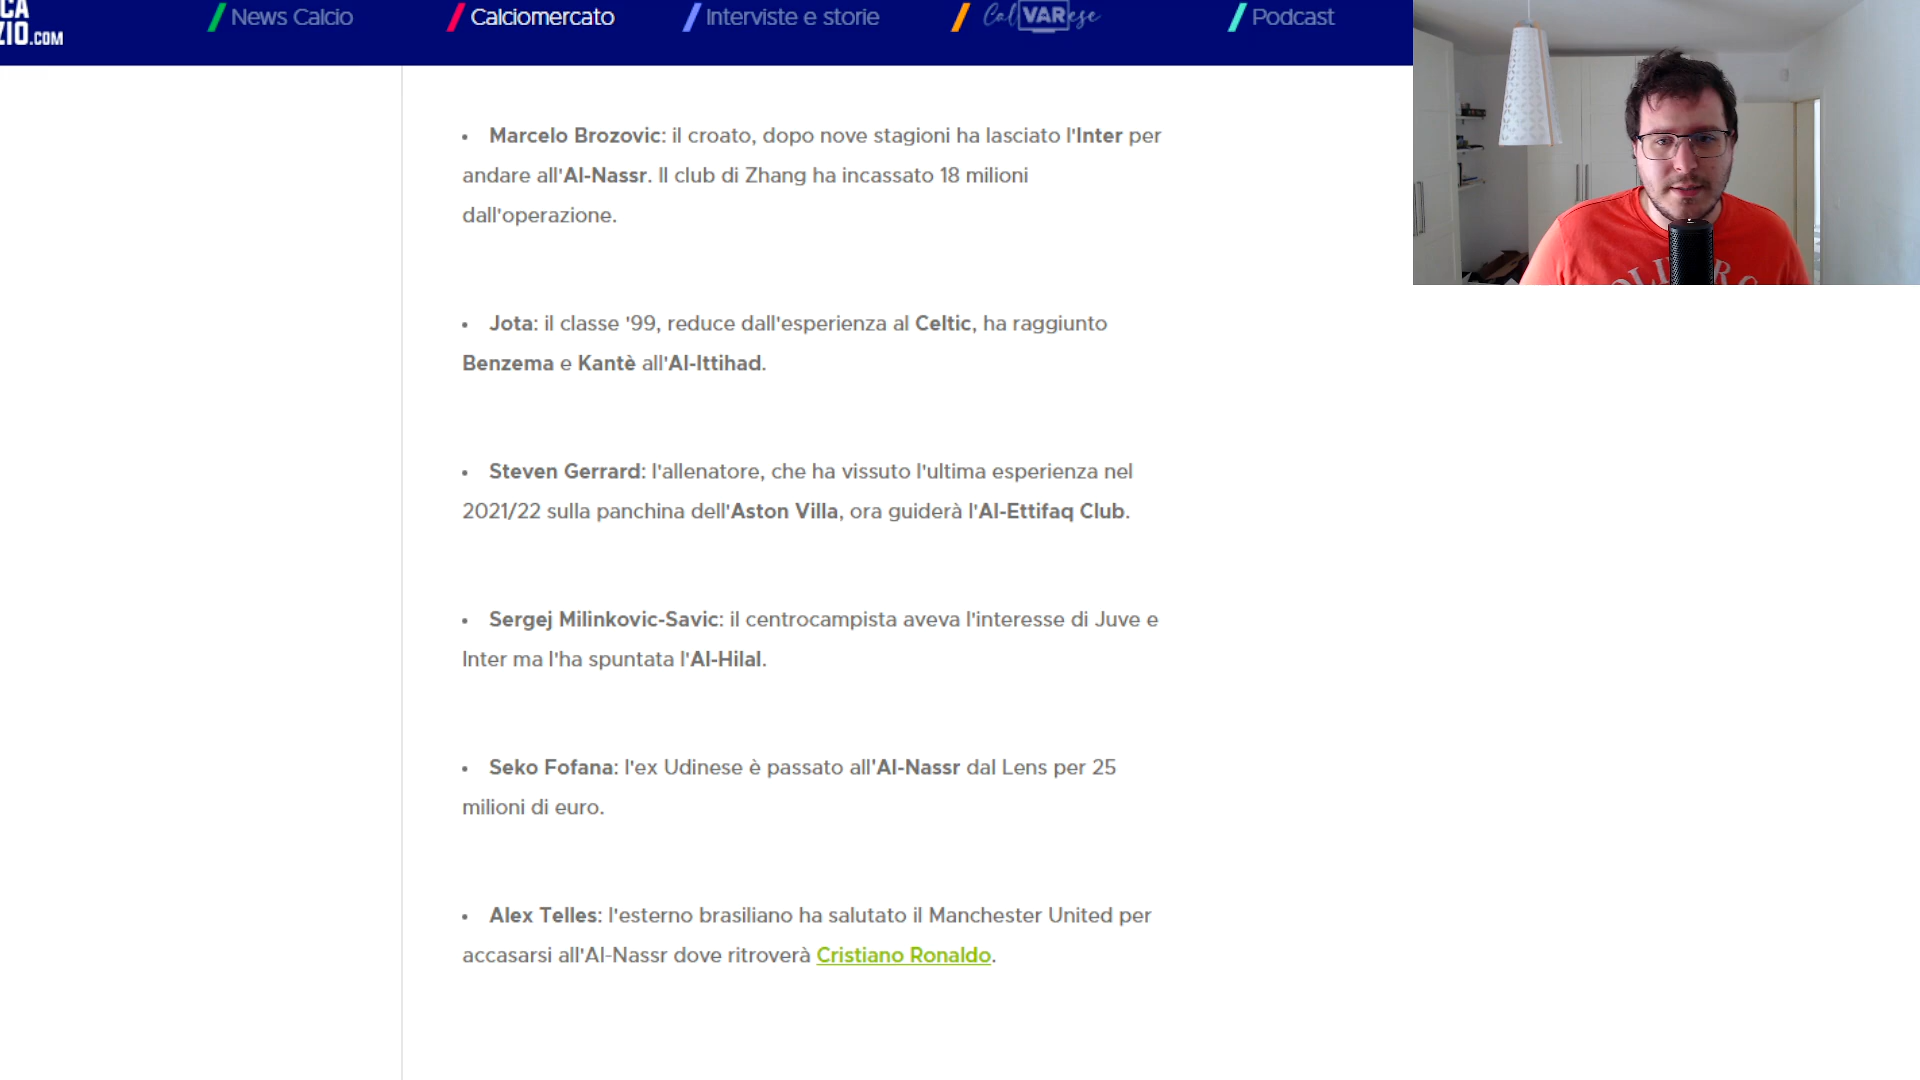 CA
ZIO.COM
News Calcio
Calciomercato
Interviste e storie
CalVARese
Podcast
• Marcelo Brozovic: il croato, dopo nove stagioni ha lasciato l'Inter per
andare all'Al-Nassr. Il club di Zhang ha incassato 18 milioni
dall'operazione.
• Jota: il classe '99, reduce dall'esperienza al Celtic, ha raggiunto
Benzema e Kantè all'Al-Ittihad.
• Steven Gerrard: l'allenatore, che ha vissuto l'ultima esperienza nel
2021/22 sulla panchina dell'Aston Villa, ora guiderà l'Al-Ettifaq Club.
• Sergej Milinkovic-Savic: il centrocampista aveva l'interesse di Juve e
Inter ma l'ha spuntata l'Al-Hilal.
• Seko Fofana: l'ex Udinese è passato all'Al-Nassr dal Lens per 25
milioni di euro.
• Alex Telles: l'esterno brasiliano ha salutato il Manchester United per
accasarsi all'Al-Nassr dove ritroverà Cristiano Ronaldo.